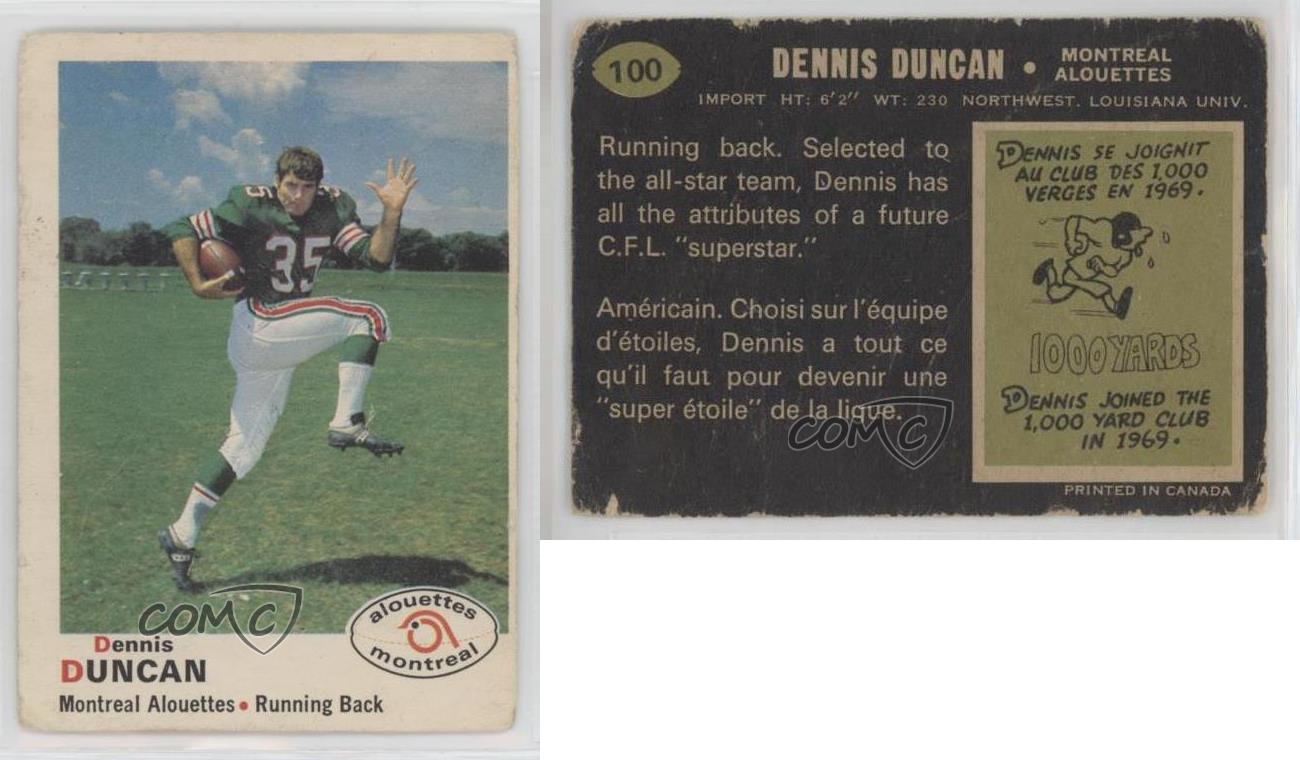 35
35
COMC
alouettes
montreal
Dennis
DUNCAN
Montreal Alouettes • Running Back
100
DENNIS DUNCAN • MONTREAL
ALOUETTES
IMPORT HT: 6'2" WT: 230 NORTHWEST. LOUISIANA UNIV.
Running back. Selected to
the all-star team, Dennis has
all the attributes of a future
C.F.L. "superstar."
Américain. Choisi sur l'équipe
d'étoiles, Dennis a tout ce
qu'il faut pour devenir une
"super étoile" de la ligue.
COMC
DENNIS SE JOIGNIT
AU CLUB DES 1,000
VERGES EN 1969.
1000 YARDS
DENNIS JOINED THE
1,000 YARD CLUB
IN 1969.
PRINTED IN CANADA